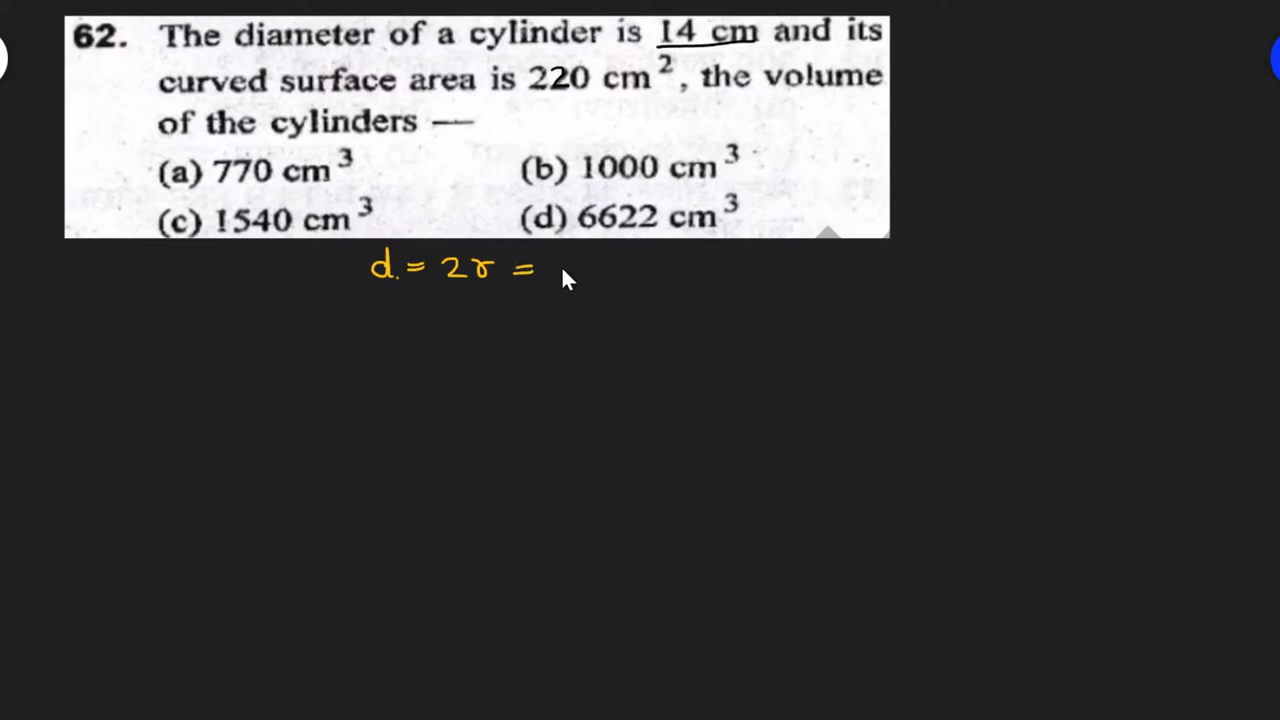 62. The diameter of a cylinder is 14 cm and its
curved surface area is 220 cm², the volume
of the cylinders —
(a) 770 cm³ (b) 1000 cm³
(c) 1540 cm³ (d) 6622 cm³
d. = 2r =